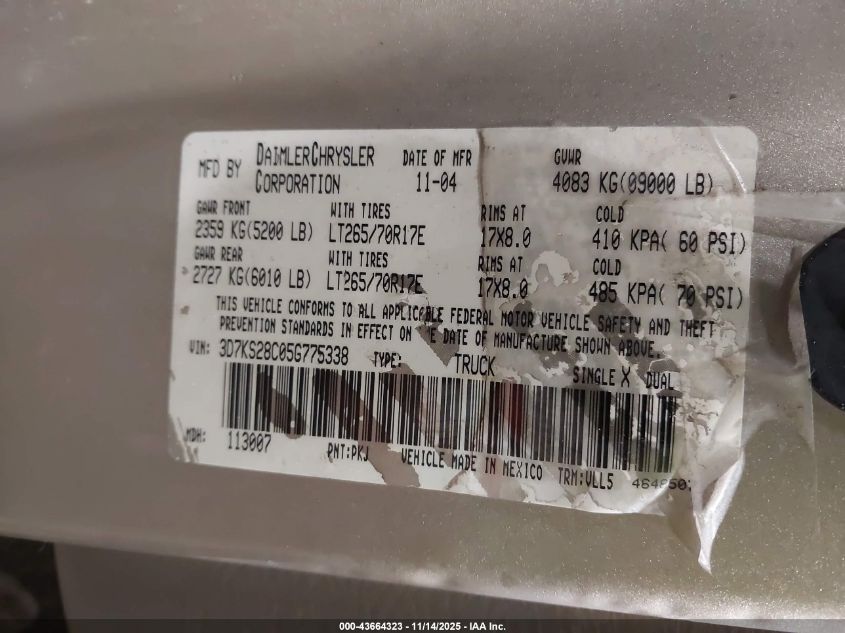 MFD BY DAIMLERCHRYSLER CORPORATION
DATE OF MFR 11-04
GVWR 4083 KG(09000 LB)
GAWR FRONT WITH TIRES RIMS AT COLD
2359 KG(5200 LB) LT265/70R17E 17X8.0 410 KPA( 60 PSI)
GAWR REAR WITH TIRES RIMS AT COLD
2727 KG(6010 LB) LT265/70R17E 17X8.0 485 KPA( 70 PSI)
THIS VEHICLE CONFORMS TO ALL APPLICABLE FEDERAL MOTOR VEHICLE SAFETY AND THEFT
PREVENTION STANDARDS IN EFFECT ON E DATE OF MANUFACTURE SHOWN ABOVE.
VIN: 3D7KS28C05G775338 TYPE: TRUCK SINGLE X DUAL
MDH: 113007
PNT:PKJ VEHICLE MADE IN MEXICO TRM:VLL5
000-43664323 | 11/14/2025 - IAA Inc.